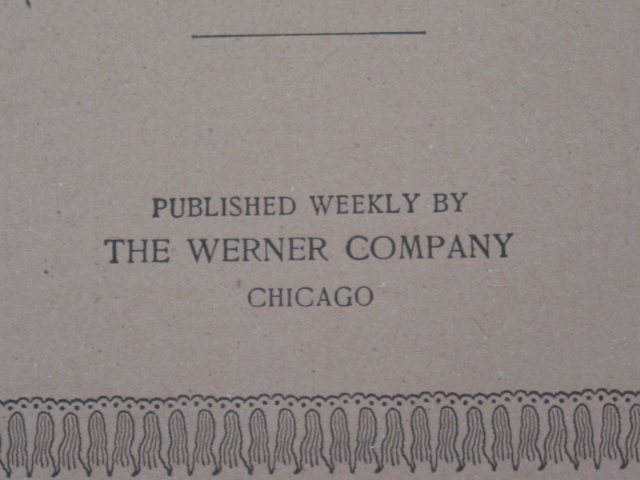 PUBLISHED WEEKLY BY
THE WERNER COMPANY
CHICAGO